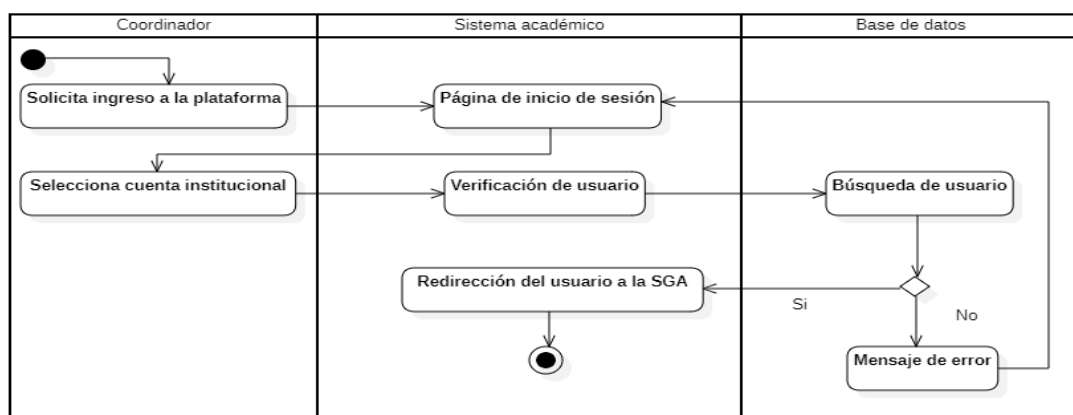 Coordinador
Sistema académico
Base de datos
Solicita ingreso a la plataforma
Página de inicio de sesión
Selecciona cuenta institucional
Verificación de usuario
Búsqueda de usuario
Redirección del usuario a la SGA
Si
No
Mensaje de error